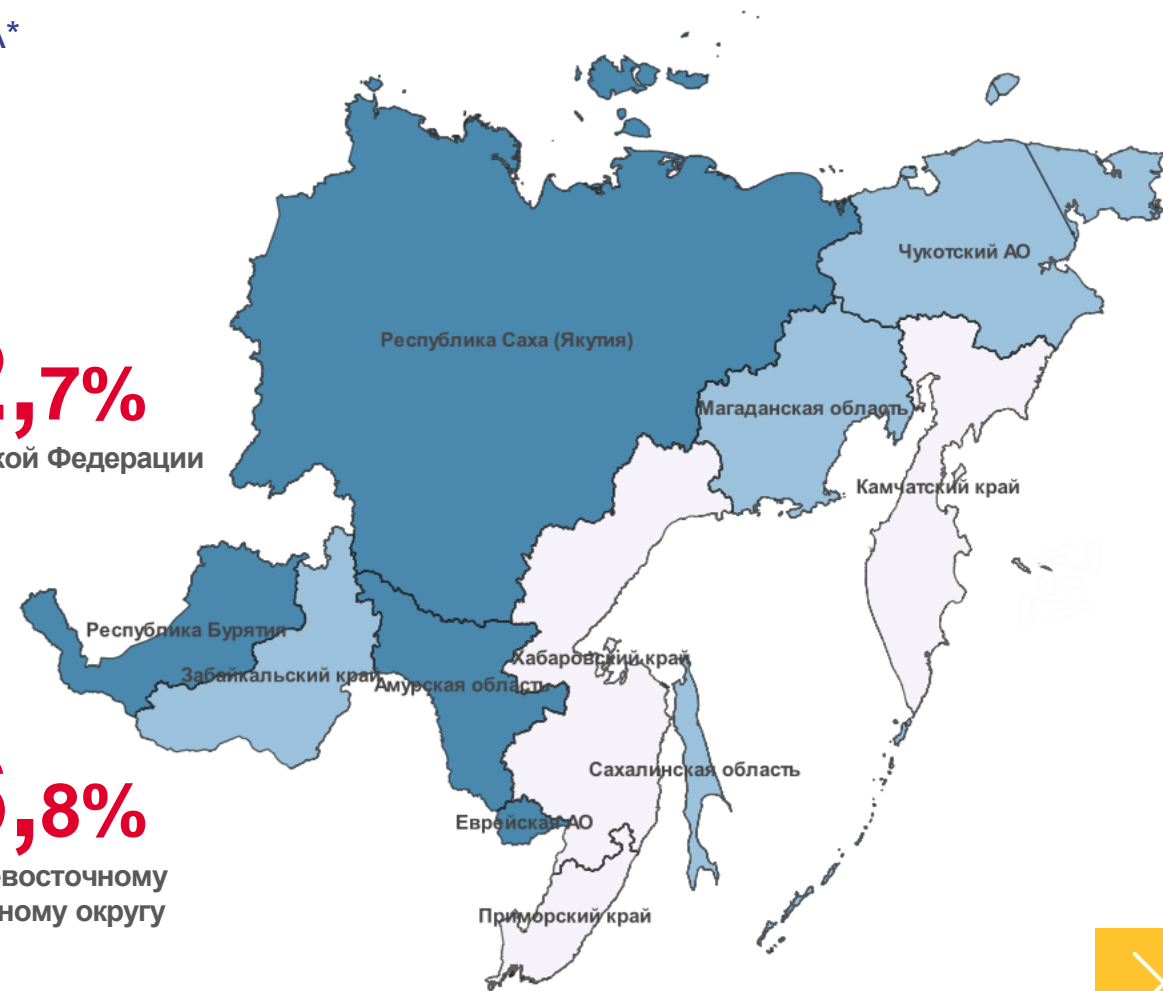 *
Чукотский АО
Республика Саха (Якутия)
,7%
Магаданская область
кой Федерации
Камчатский край
Республика Бурятия
Хабаровский край
Забайкальский край
Амурская область
Сахалинская область
,8%
Еврейская АО
евосточному
ному округу
Приморский край